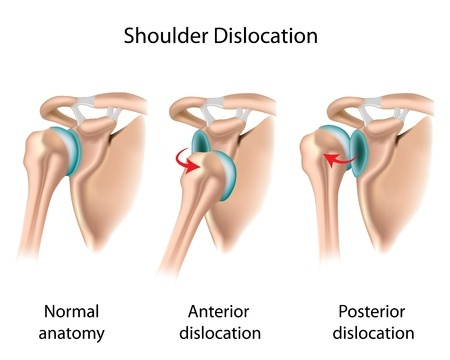 Shoulder Dislocation
Normal
anatomy
Anterior
dislocation
Posterior
dislocation